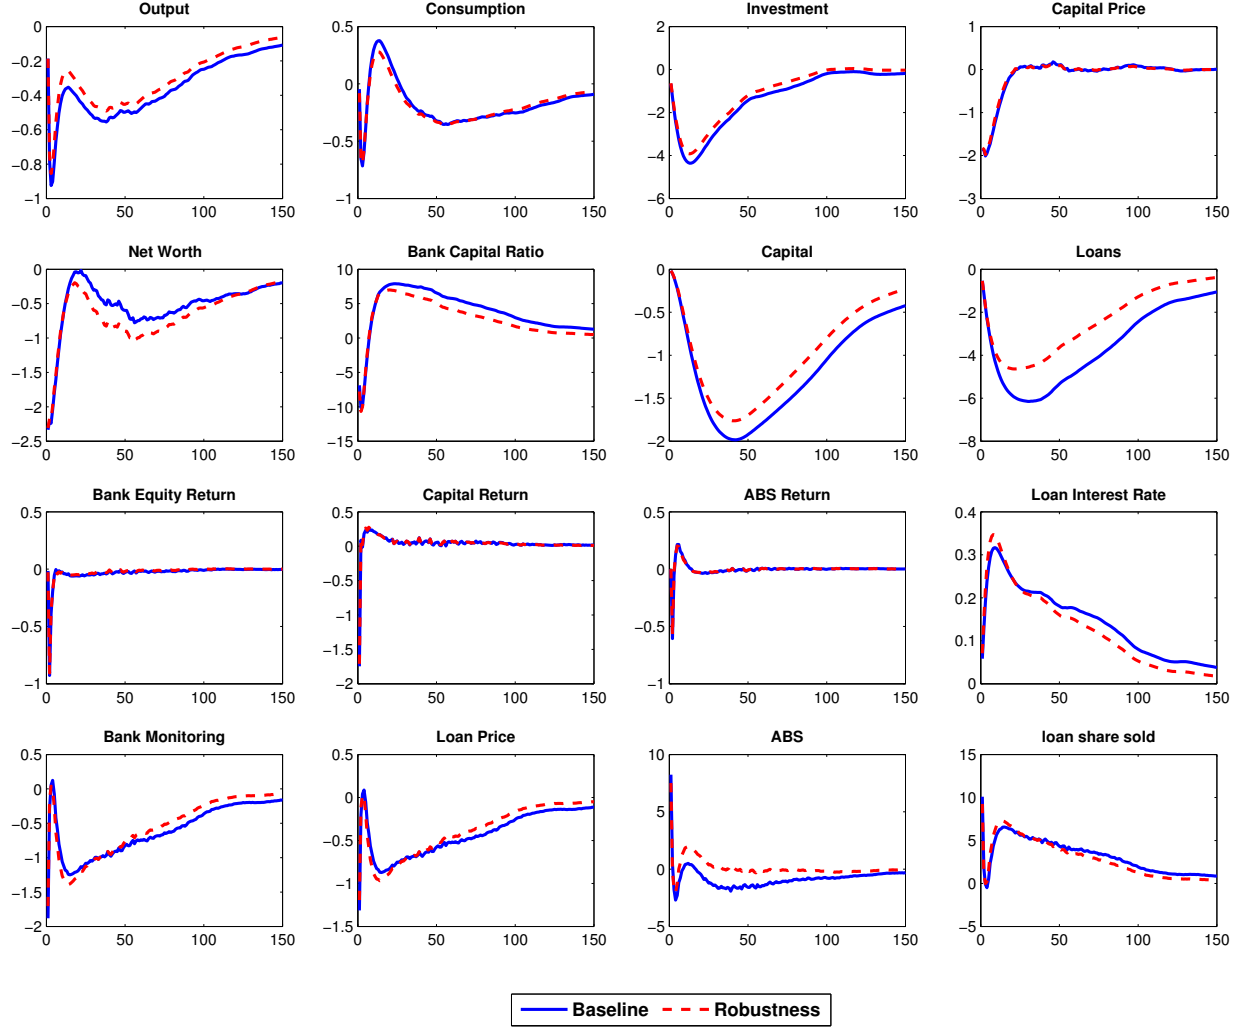 Output Consumption Investment Capital Price
0 0.5 2 1
−0.2 0 0 0
−0.4 −2 −1
−0.6 −0.5 −4 −2
−0.8
−1 −1 −6 −3
0 50 100 150 0 50 100 150 0 50 100 150 0 50 100 150
Net Worth Bank Capital Ratio Capital Loans
0 10 0 0
−0.5 5 −0.5 −2
−1 0 −1 −4
−1.5 −5 −1.5 −6
−2 −10
−2.5 −15 −2 −8
0 50 100 150 0 50 100 150 0 50 100 150 0 50 100 150
Bank Equity Return Capital Return ABS Return Loan Interest Rate
0.5 0.5 0.5 0.4
0 0 0 0.3
−0.5 −0.5 −0.5 0.2
−1 0.1
−1.5
−1 −2 −1 0
0 50 100 150 0 50 100 150 0 50 100 150 0 50 100 150
Bank Monitoring Loan Price ABS loan share sold
0.5 0.5 10 15
0 0 5 10
−0.5 −0.5 0 5
−1 −1 0
−1.5
−2 −1.5 −5 −5
0 50 100 150 0 50 100 150 0 50 100 150 0 50 100 150
Baseline Robustness